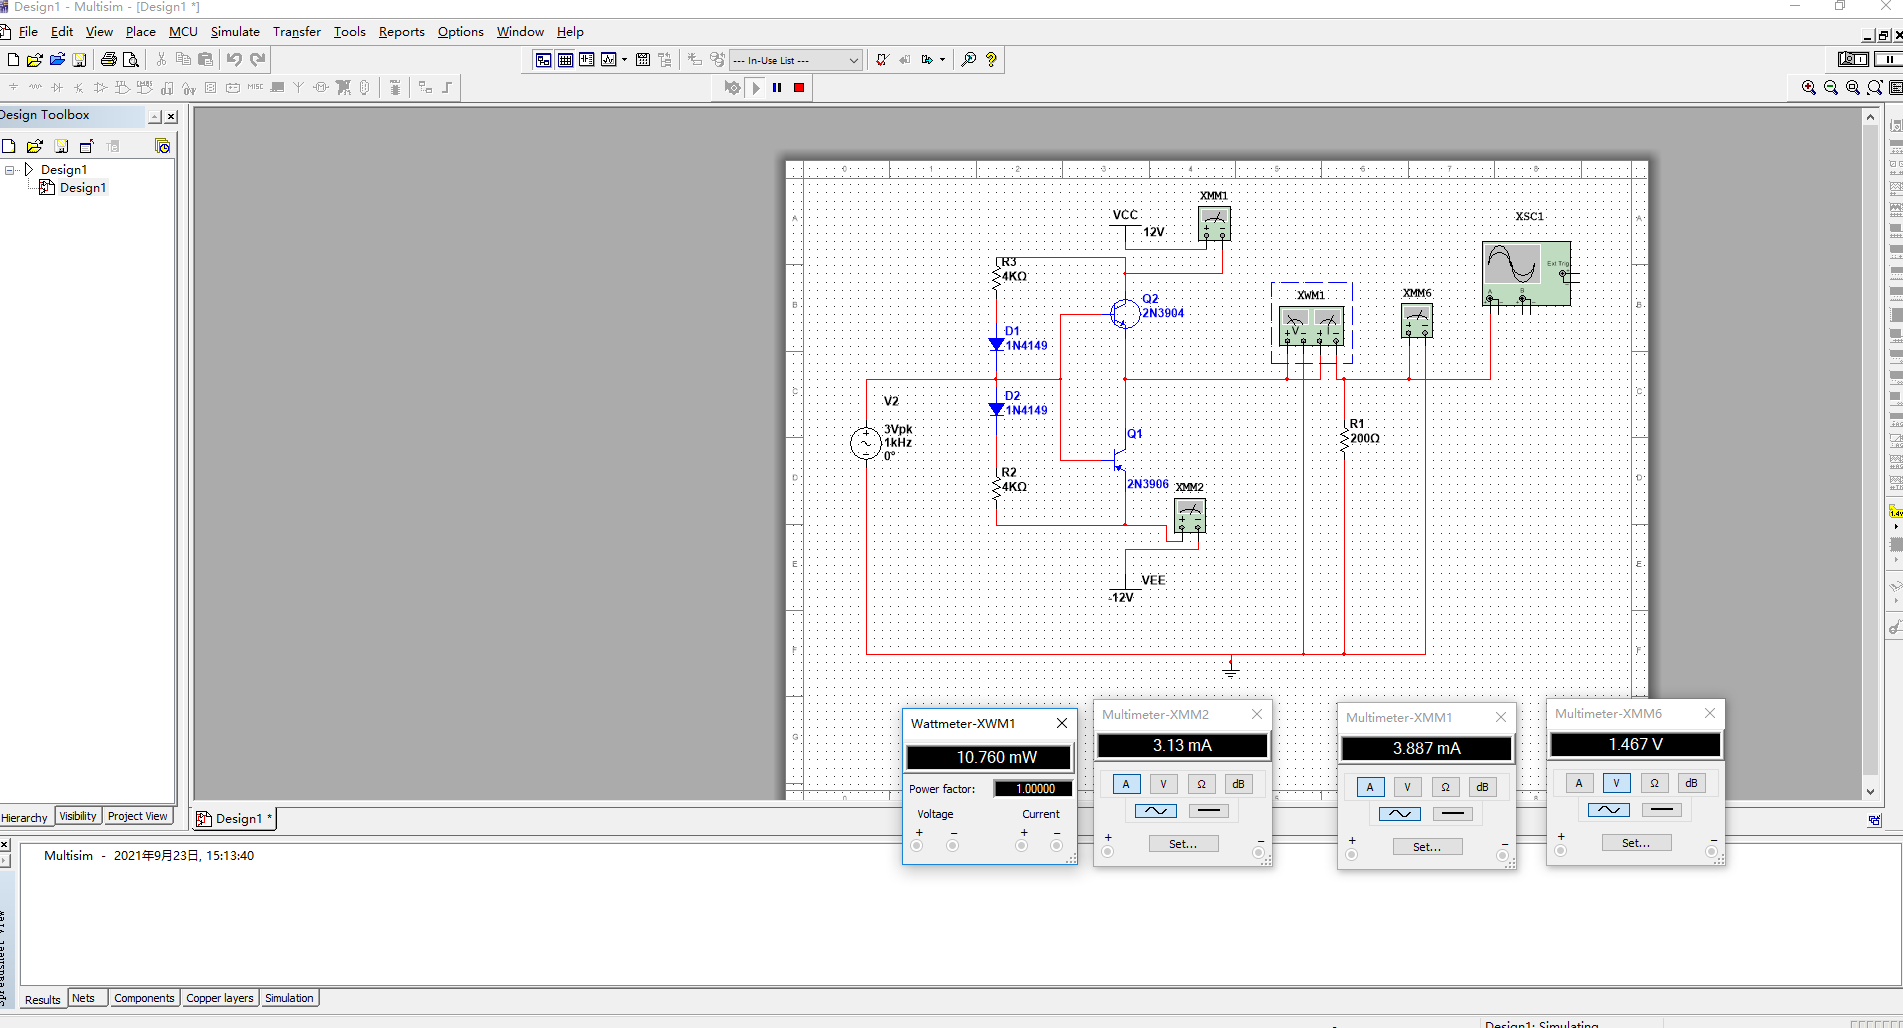 Design1 - Multisim - [Design1 *]
File Edit View Place MCU Simulate Transfer Tools Reports Options Window Help
--- In-Use List ---
Design Toolbox
Design1
Design1
XMM1
VCC
12V
XSC1
Ext Trig
R3
4KΩ
Q2
2N3904
XWM1
XMM6
D1
1N4149
D2
1N4149
V2
3Vpk
1kHz
0°
Q1
2N3906
R1
200Ω
R2
4KΩ
XMM2
VEE
-12V
Wattmeter-XWM1
10.760 mW
Power factor: 1.00000
Voltage Current
+ − + −
Multimeter-XMM2
3.13 mA
A V Ω dB
Set...
Multimeter-XMM1
3.887 mA
A V Ω dB
Set...
Multimeter-XMM6
1.467 V
A V Ω dB
Set...
Hierarchy Visibility Project View
Design1 *
Multisim - 2021年9月23日, 15:13:40
Spreadsheet View
Results Nets Components Copper layers Simulation
Design1: Simulating